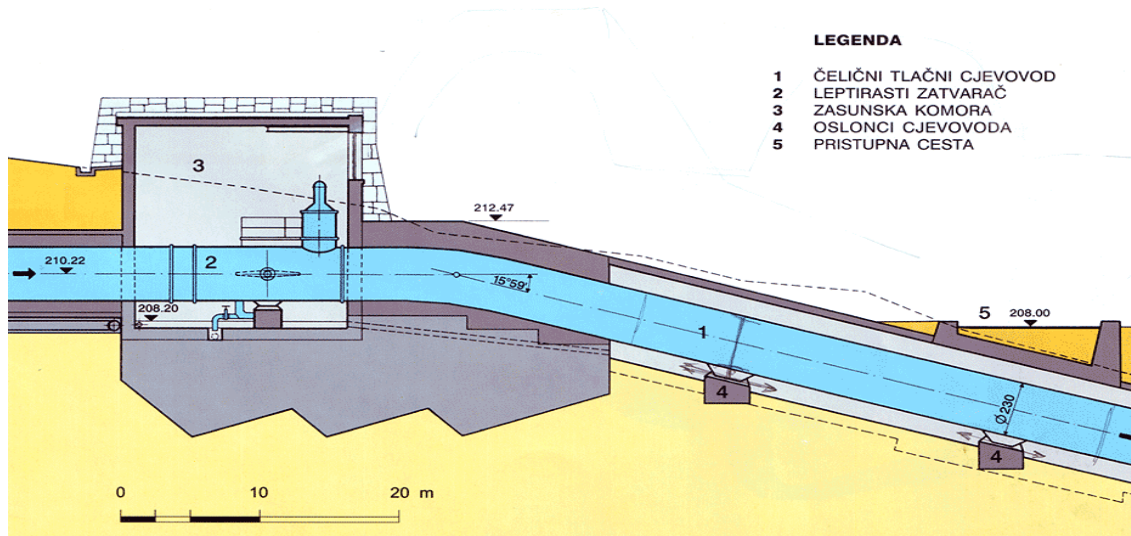 LEGENDA
1 ČELIČNI TLAČNI CJEVOVOD
2 LEPTIRASTI ZATVARAČ
3 ZASUNSKA KOMORA
4 OSLONCI CJEVOVODA
5 PRISTUPNA CESTA
3
212.47
210.22
2
15°59'
208.20
1
5
208.00
4
Ø230
4
0 10 20 m